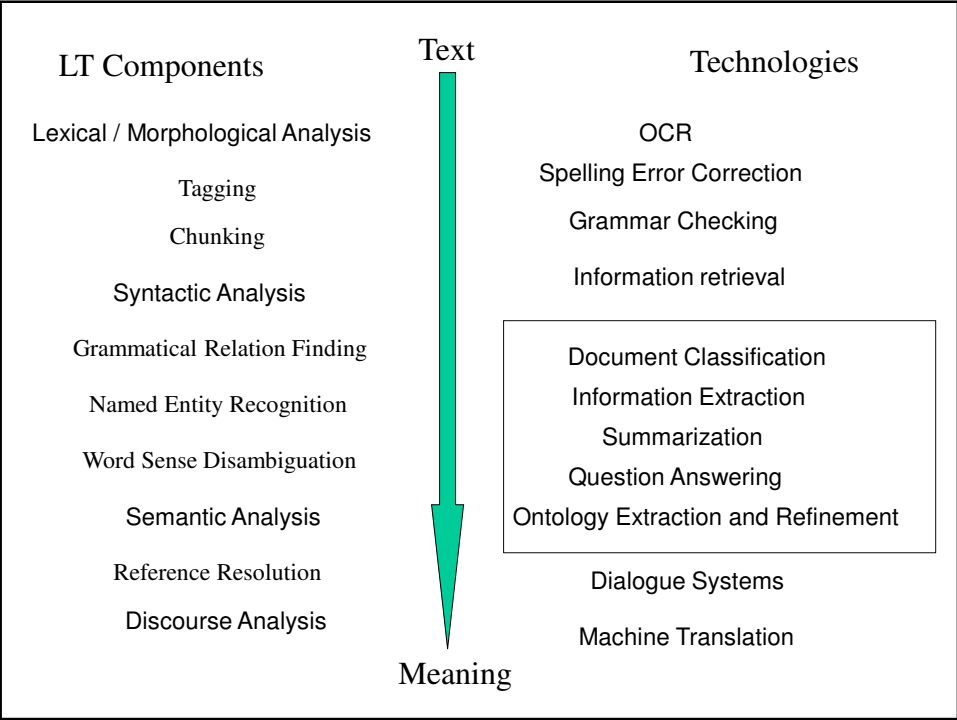 Text
LT Components
Technologies
Lexical / Morphological Analysis
Tagging
Chunking
Syntactic Analysis
Grammatical Relation Finding
Named Entity Recognition
Word Sense Disambiguation
Semantic Analysis
Reference Resolution
Discourse Analysis
OCR
Spelling Error Correction
Grammar Checking
Information retrieval
Document Classification
Information Extraction
Summarization
Question Answering
Ontology Extraction and Refinement
Dialogue Systems
Machine Translation
Meaning